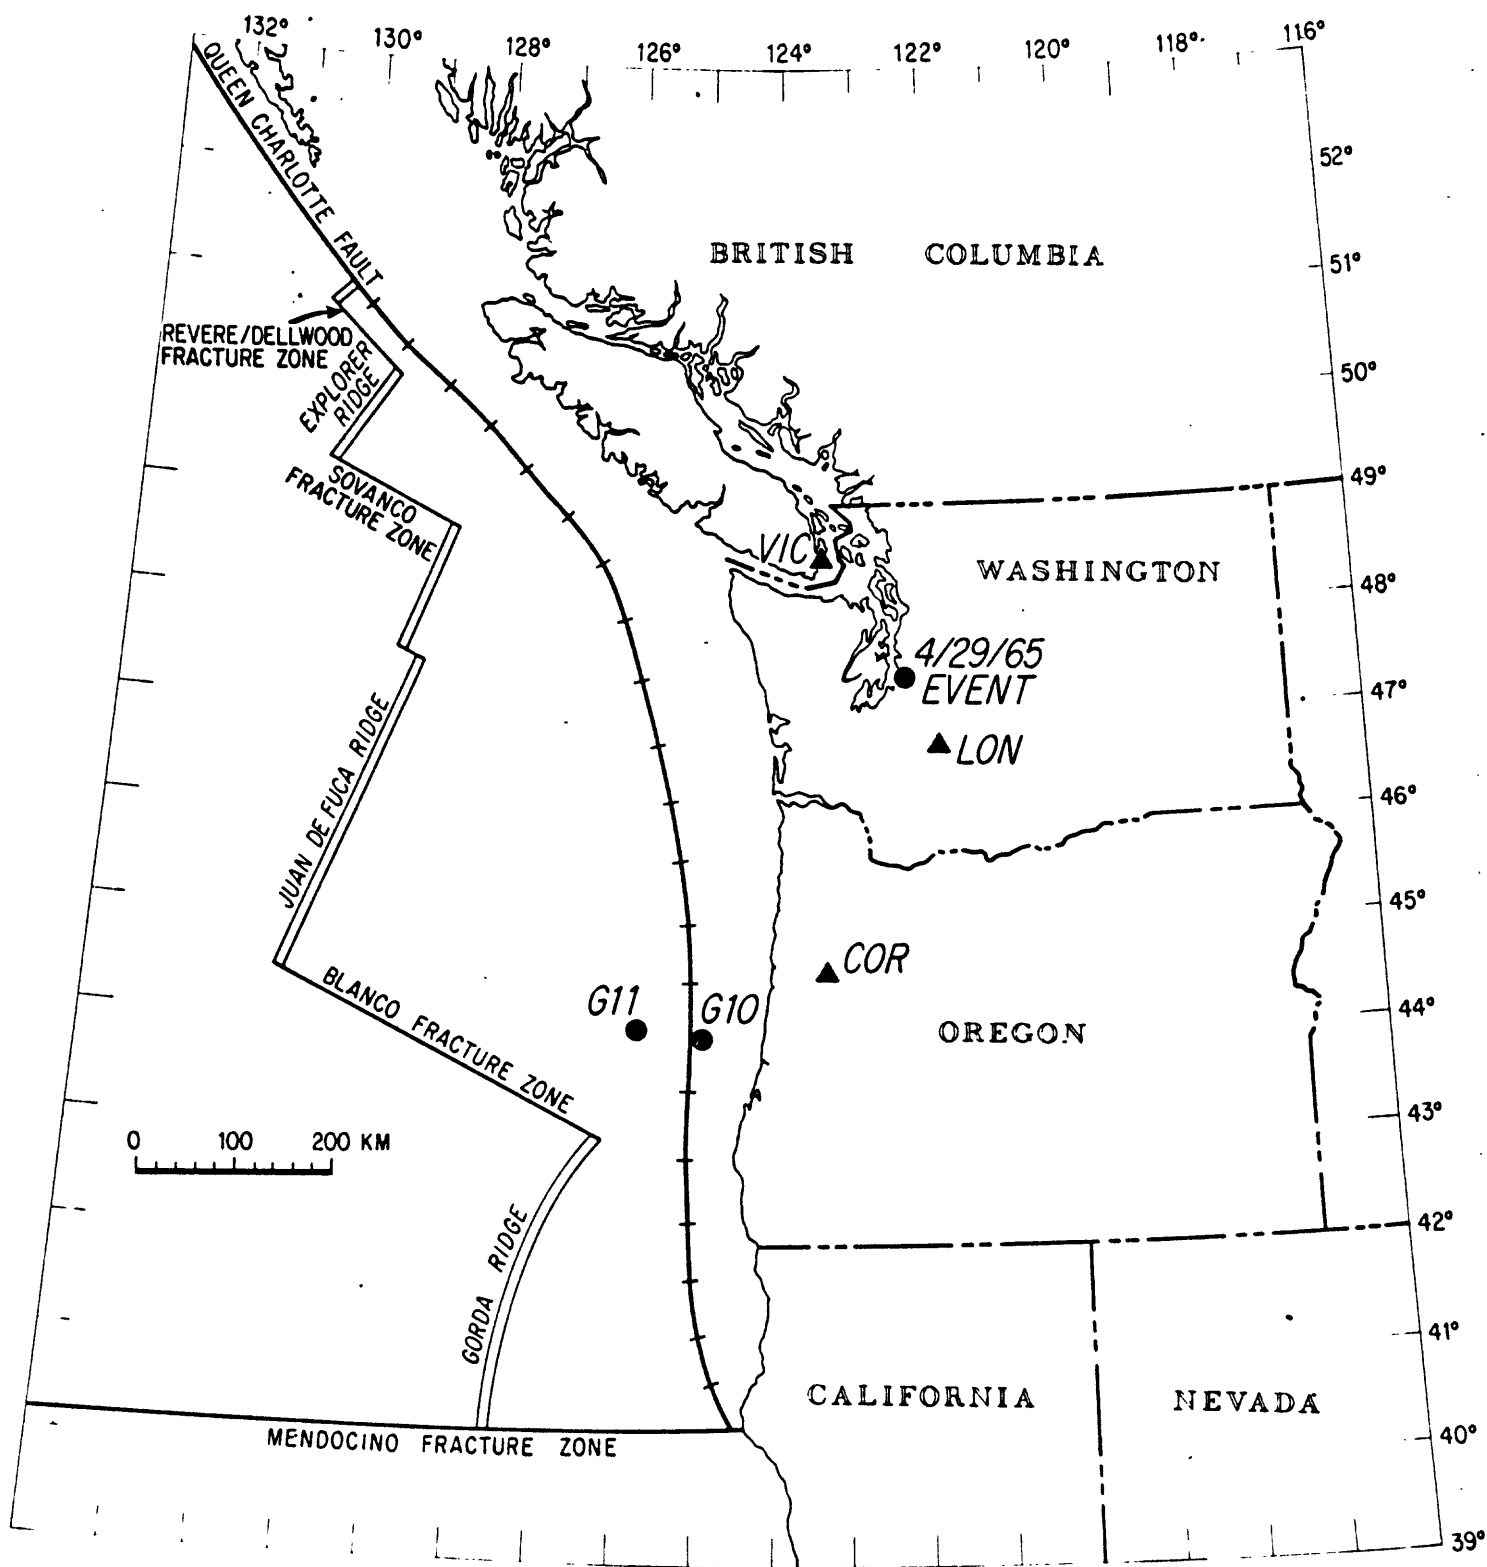 132°
130°
128°
126°
124°
122°
120°
118°
116°
52°
51°
50°
49°
48°
47°
46°
45°
44°
43°
42°
41°
40°
39°
QUEEN CHARLOTTE FAULT
BRITISH COLUMBIA
REVERE/DELLWOOD
FRACTURE ZONE
EXPLORER
RIDGE
SOVANCO
FRACTURE ZONE
VIC
WASHINGTON
4/29/65
EVENT
LON
JUAN DE FUCA RIDGE
COR
G11
G10
BLANCO FRACTURE ZONE
OREGON
0 100 200 KM
GORDA RIDGE
CALIFORNIA
NEVADA
MENDOCINO FRACTURE ZONE